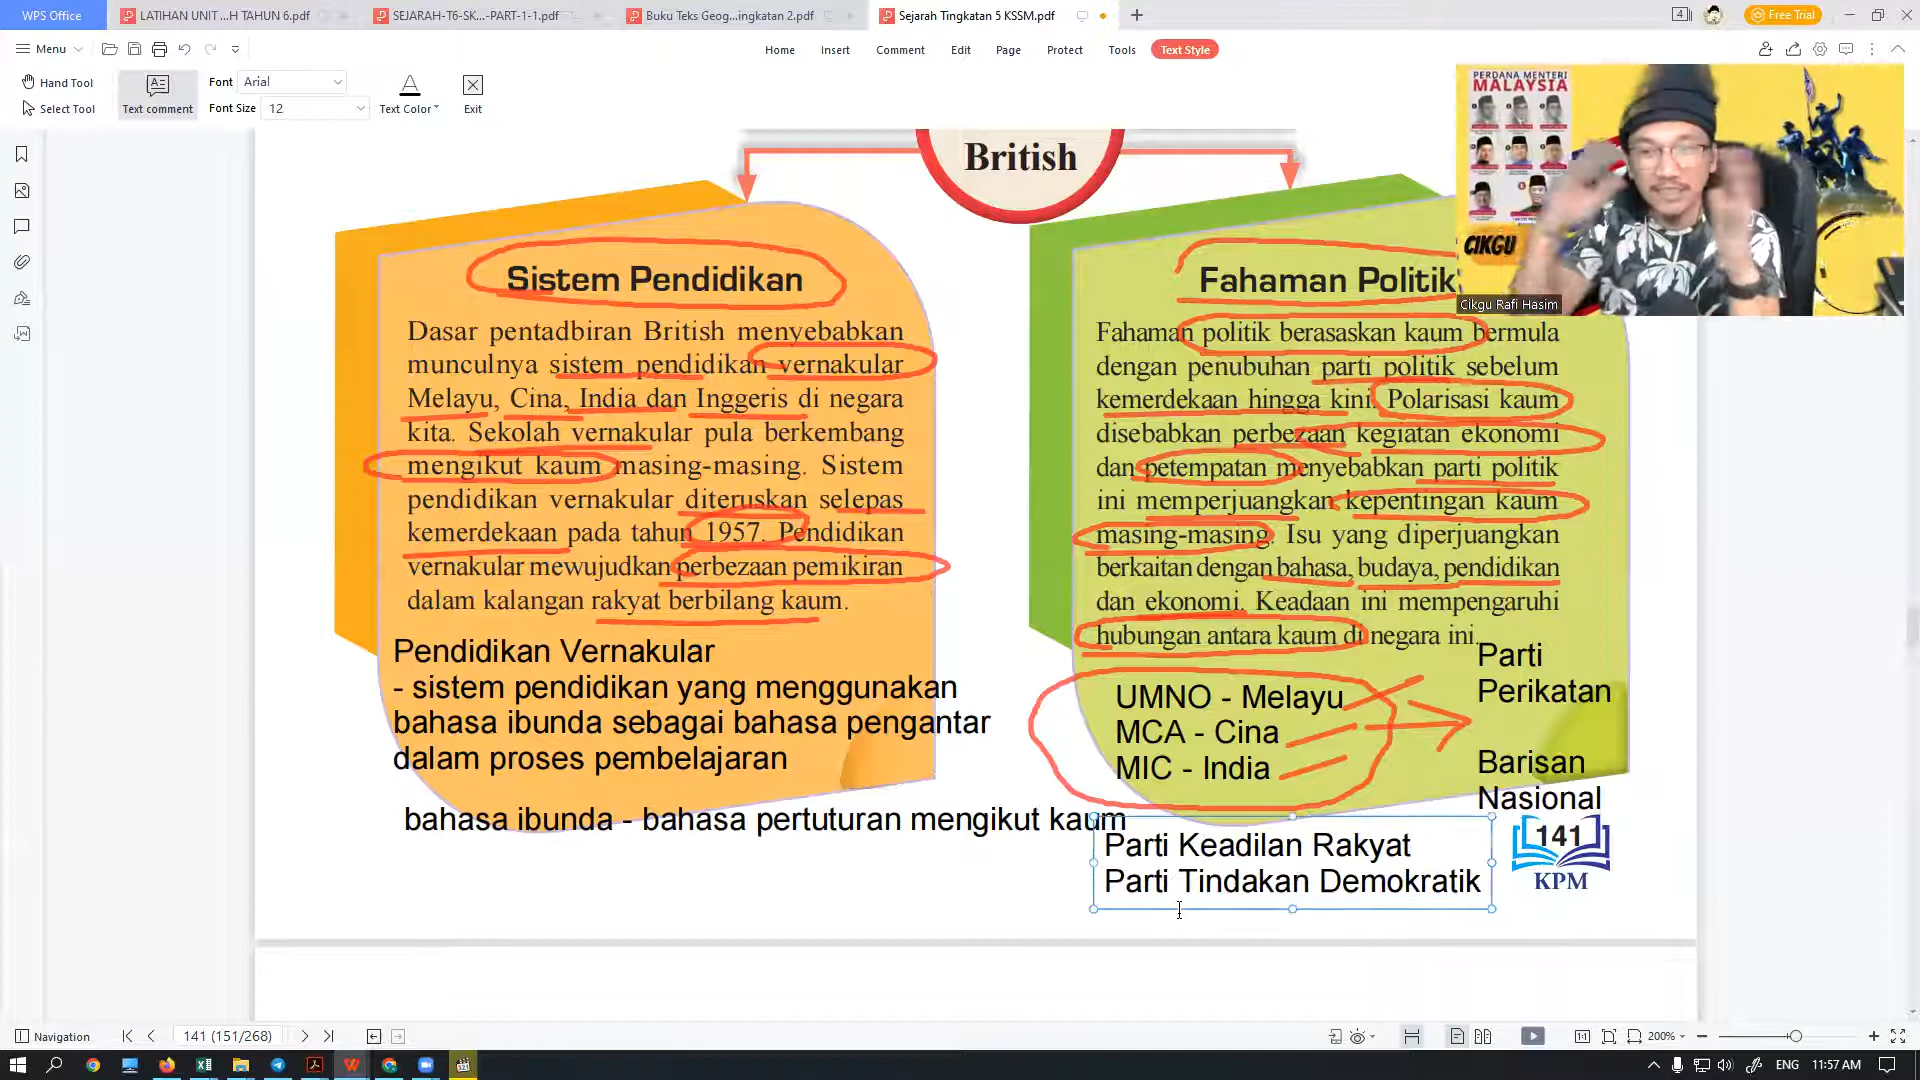 WPS Office
LATIHAN UNIT ...H TAHUN 6.pdf
SEJARAH-T6-SK...-PART-1-1.pdf
Buku Teks Geog...ingkatan 2.pdf
Sejarah Tingkatan 5 KSSM.pdf
4
Free Trial
Menu
Home
Insert
Comment
Edit
Page
Protect
Tools
Text Style
Hand Tool
Select Tool
Text comment
Font
Arial
Font Size
12
Text Color
Exit
PERDANA MENTERI
MALAYSIA
CIKGU
Cikgu Rafi Hasim
British
Sistem Pendidikan
Dasar pentadbiran British menyebabkan
munculnya sistem pendidikan vernakular
Melayu, Cina, India dan Inggeris di negara
kita. Sekolah vernakular pula berkembang
mengikut kaum masing-masing. Sistem
pendidikan vernakular diteruskan selepas
kemerdekaan pada tahun 1957. Pendidikan
vernakular mewujudkan perbezaan pemikiran
dalam kalangan rakyat berbilang kaum.
Pendidikan Vernakular
- sistem pendidikan yang menggunakan
bahasa ibunda sebagai bahasa pengantar
dalam proses pembelajaran
bahasa ibunda - bahasa pertuturan mengikut kaum
Fahaman Politik
Fahaman politik berasaskan kaum bermula
dengan penubuhan parti politik sebelum
kemerdekaan hingga kini. Polarisasi kaum
disebabkan perbezaan kegiatan ekonomi
dan petempatan menyebabkan parti politik
ini memperjuangkan kepentingan kaum
masing-masing. Isu yang diperjuangkan
berkaitan dengan bahasa, budaya, pendidikan
dan ekonomi. Keadaan ini mempengaruhi
hubungan antara kaum di negara ini.
UMNO - Melayu
MCA - Cina
MIC - India
Parti
Perikatan
Barisan
Nasional
Parti Keadilan Rakyat
Parti Tindakan Demokratik
141
KPM
Navigation
141 (151/268)
200%
ENG
11:57 AM